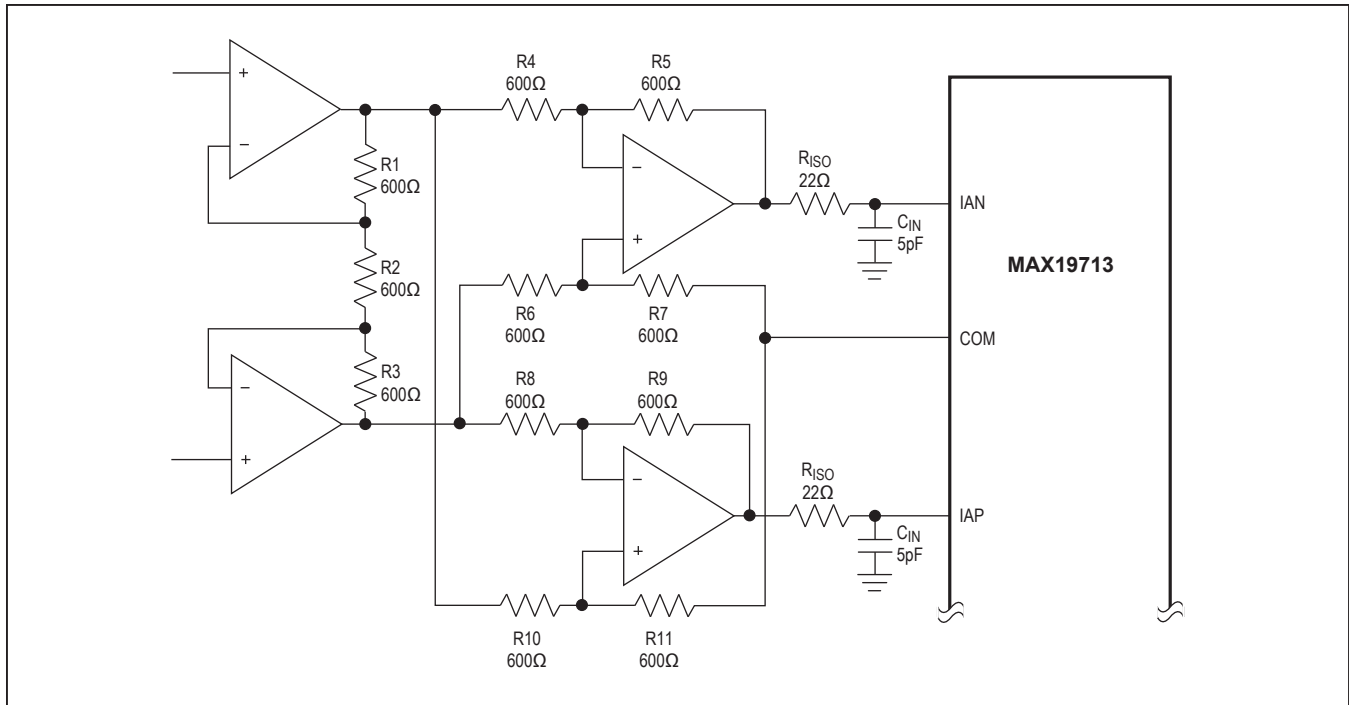 R4
600Ω
R5
600Ω
+
−
R1
600Ω
−
+
RISO
22Ω
IAN
CIN
5pF
MAX19713
R2
600Ω
R6
600Ω
R7
600Ω
COM
R3
600Ω
−
+
R8
600Ω
R9
600Ω
−
+
RISO
22Ω
IAP
CIN
5pF
R10
600Ω
R11
600Ω